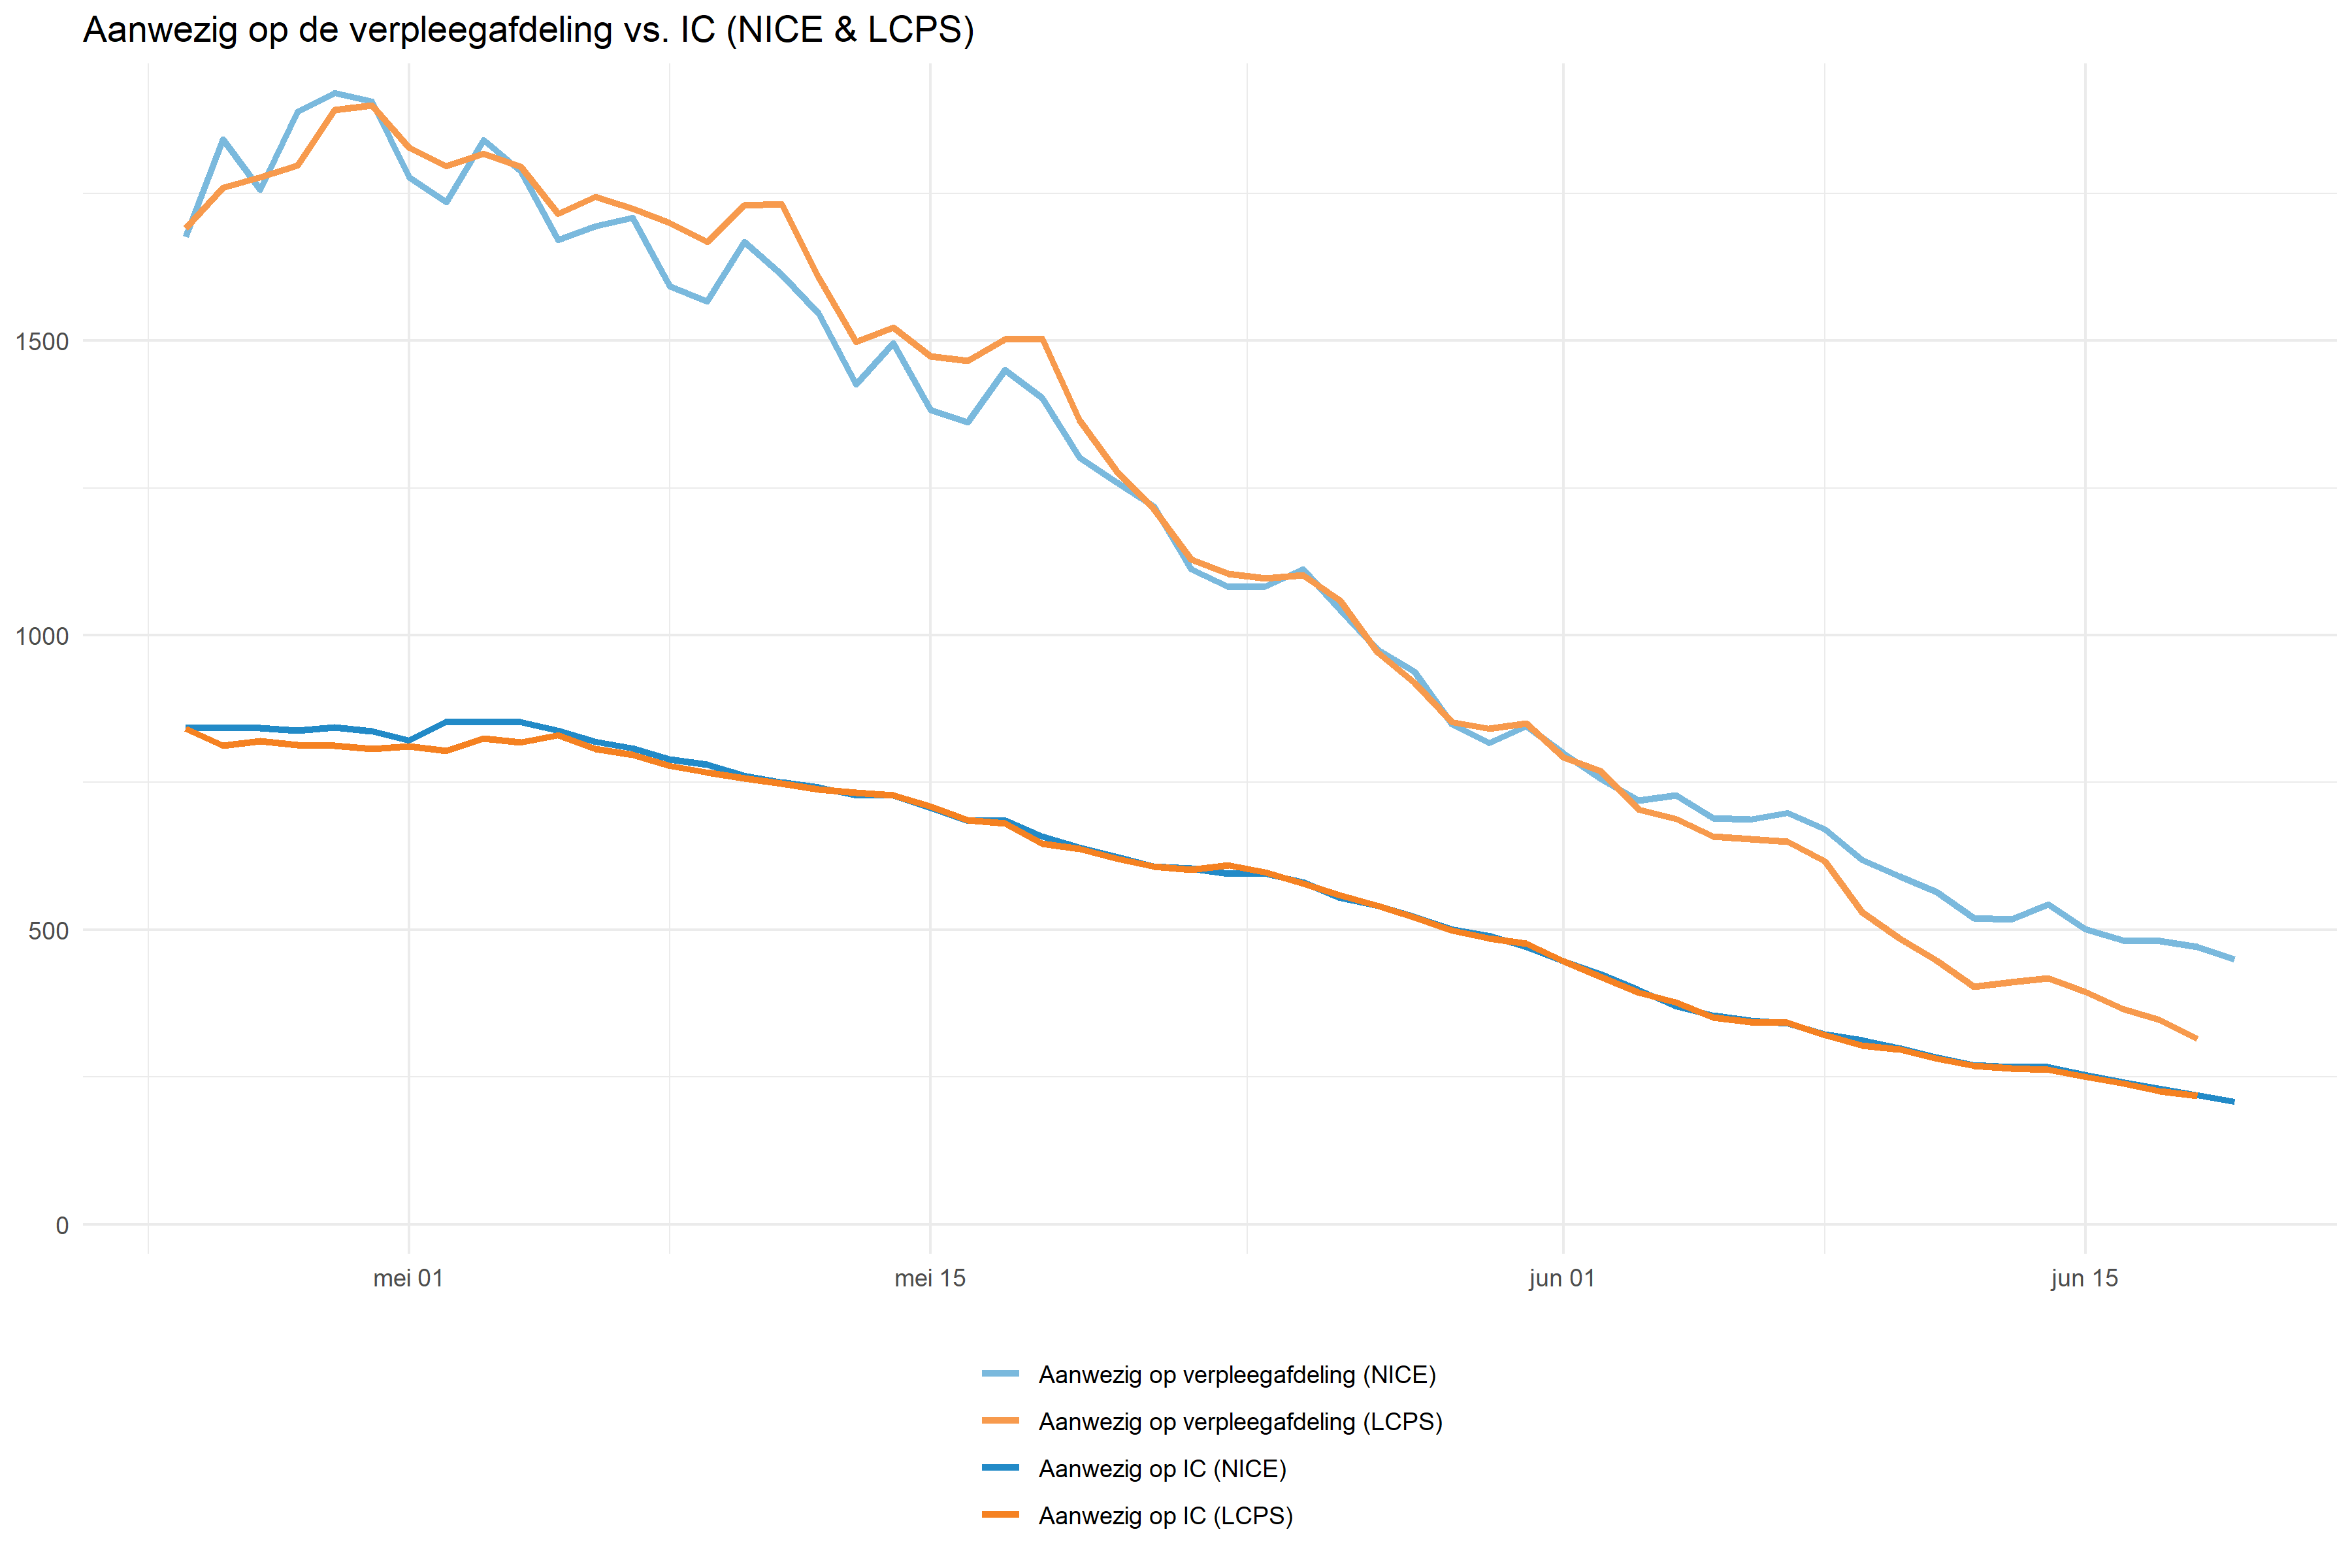 Aanwezig op de verpleegafdeling vs. IC (NICE & LCPS)
1500
1000
500
0
mei 01 mei 15 jun 01 jun 15
Aanwezig op verpleegafdeling (NICE)
Aanwezig op verpleegafdeling (LCPS)
Aanwezig op IC (NICE)
Aanwezig op IC (LCPS)